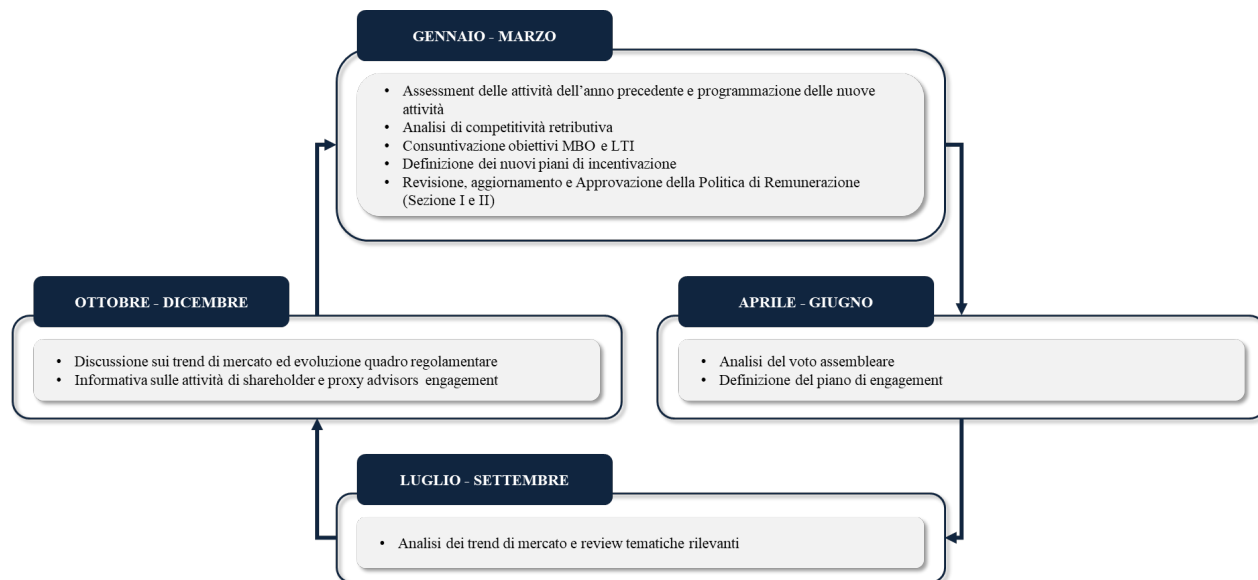 GENNAIO - MARZO
• Assessment delle attività dell'anno precedente e programmazione delle nuove
attività
• Analisi di competitività retributiva
• Consuntivazione obiettivi MBO e LTI
• Definizione dei nuovi piani di incentivazione
• Revisione, aggiornamento e Approvazione della Politica di Remunerazione
(Sezione I e II)
OTTOBRE - DICEMBRE
• Discussione sui trend di mercato ed evoluzione quadro regolamentare
• Informativa sulle attività di shareholder e proxy advisors engagement
APRILE - GIUGNO
• Analisi del voto assembleare
• Definizione del piano di engagement
LUGLIO - SETTEMBRE
• Analisi dei trend di mercato e review tematiche rilevanti